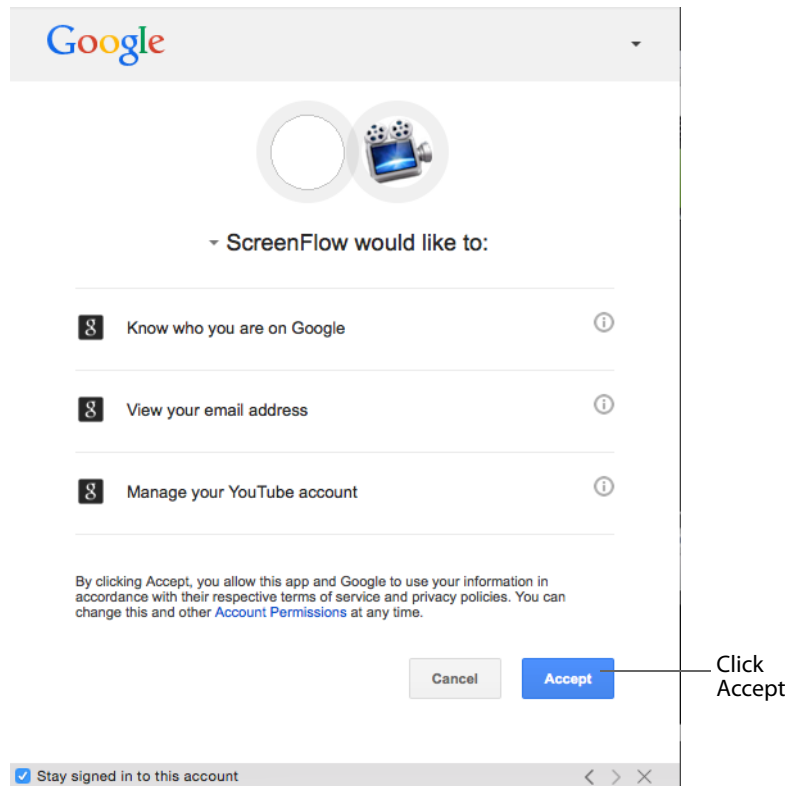 Google
ScreenFlow would like to:
8 Know who you are on Google
8 View your email address
8 Manage your YouTube account
By clicking Accept, you allow this app and Google to use your information in
accordance with their respective terms of service and privacy policies. You can
change this and other Account Permissions at any time.
Cancel Accept
Click
Accept
Stay signed in to this account